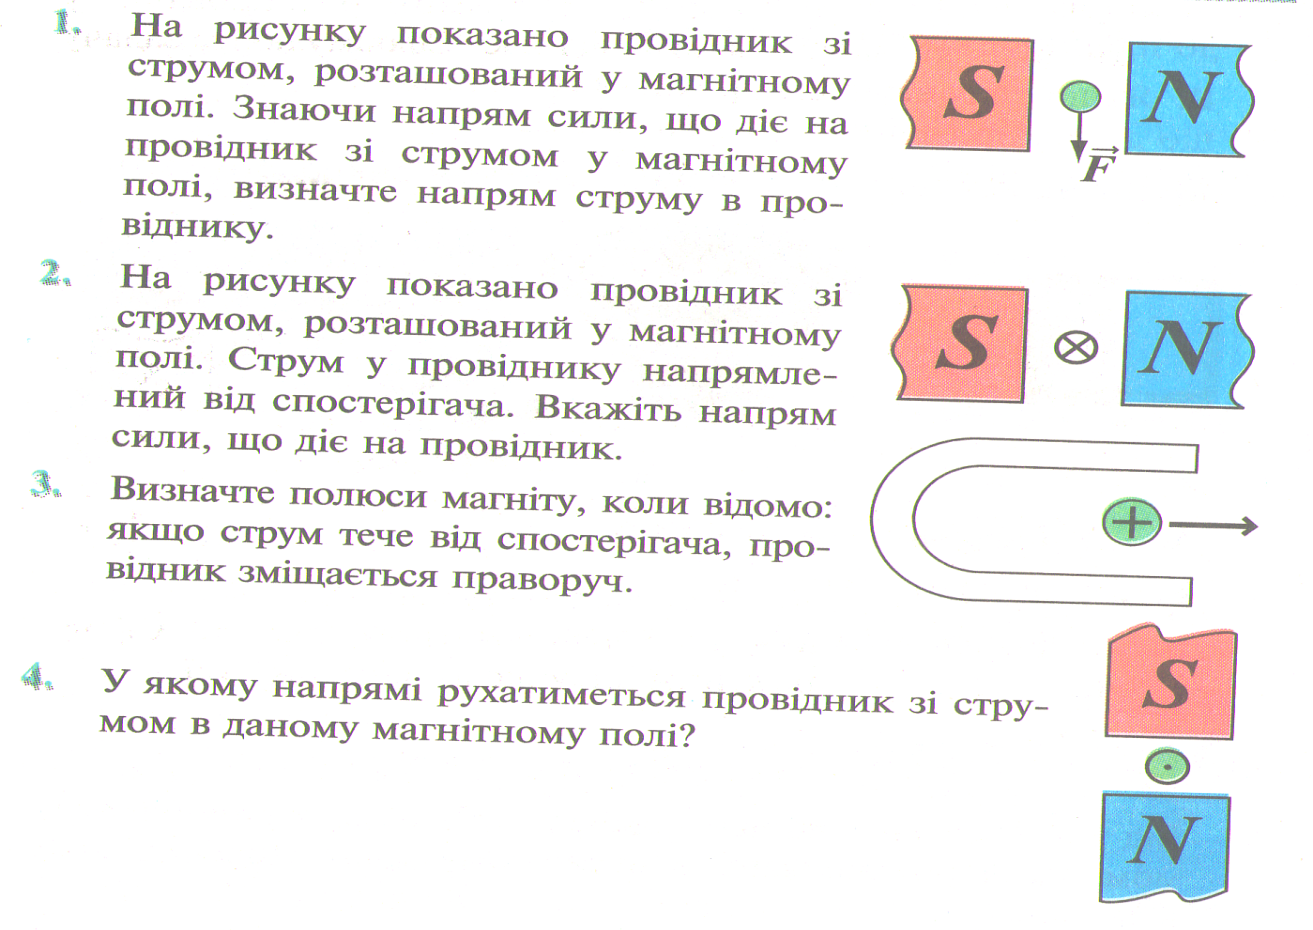 1. На рисунку показано провідник зі
струмом, розташований у магнітному
полі. Знаючи напрям сили, що діє на
провідник зі струмом у магнітному
полі, визначте напрям струму в про-
віднику.
S N
F
2. На рисунку показано провідник зі
струмом, розташований у магнітному
полі. Струм у провіднику напрямле-
ний від спостерігача. Вкажіть напрям
сили, що діє на провідник.
S N
3. Визначте полюси магніту, коли відомо:
якщо струм тече від спостерігача, про-
відник зміщається праворуч.
4. У якому напрямі рухатиметься провідник зі стру-
мом в даному магнітному полі?
S
N